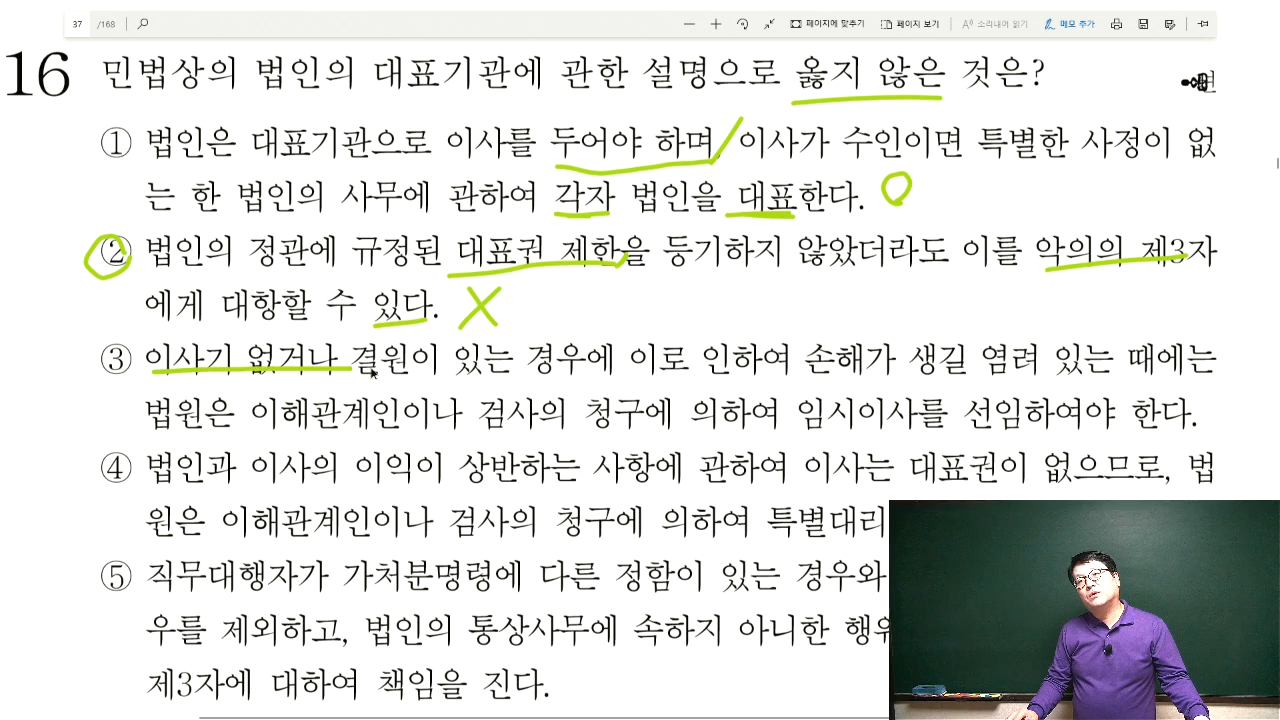 37 /168 페이지에 맞추기 페이지 보기 소리내어 읽기 메모 추가
16 민법상의 법인의 대표기관에 관한 설명으로 옳지 않은 것은?
① 법인은 대표기관으로 이사를 두어야 하며, 이사가 수인이면 특별한 사정이 없
는 한 법인의 사무에 관하여 각자 법인을 대표한다.
② 법인의 정관에 규정된 대표권 제한을 등기하지 않았더라도 이를 악의의 제3자
에게 대항할 수 있다.
③ 이사기 없거나 결원이 있는 경우에 이로 인하여 손해가 생길 염려 있는 때에는
법원은 이해관계인이나 검사의 청구에 의하여 임시이사를 선임하여야 한다.
④ 법인과 이사의 이익이 상반하는 사항에 관하여 이사는 대표권이 없으므로, 법
원은 이해관계인이나 검사의 청구에 의하여 특별대리
⑤ 직무대행자가 가처분명령에 다른 정함이 있는 경우와
우를 제외하고, 법인의 통상사무에 속하지 아니한 행위
제3자에 대하여 책임을 진다.